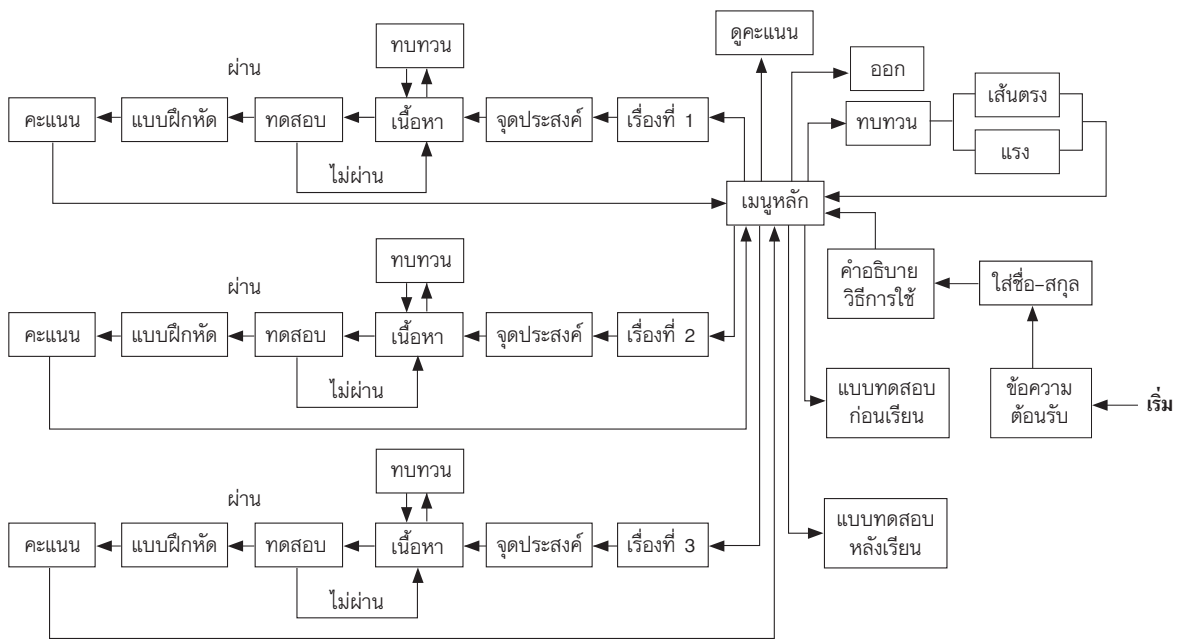 ดูคะแนน
ทบทวน
ออก
ผ่าน
เส้นตรง
คะแนน
แบบฝึกหัด
ทดสอบ
เนื้อหา
จุดประสงค์
เรื่องที่ 1
ทบทวน
แรง
ไม่ผ่าน
เมนูหลัก
ทบทวน
คำอธิบาย
วิธีการใช้
ใส่ชื่อ-สกุล
ผ่าน
คะแนน
แบบฝึกหัด
ทดสอบ
เนื้อหา
จุดประสงค์
เรื่องที่ 2
ไม่ผ่าน
แบบทดสอบ
ก่อนเรียน
ข้อความ
ต้อนรับ
เริ่ม
ทบทวน
ผ่าน
คะแนน
แบบฝึกหัด
ทดสอบ
เนื้อหา
จุดประสงค์
เรื่องที่ 3
แบบทดสอบ
หลังเรียน
ไม่ผ่าน